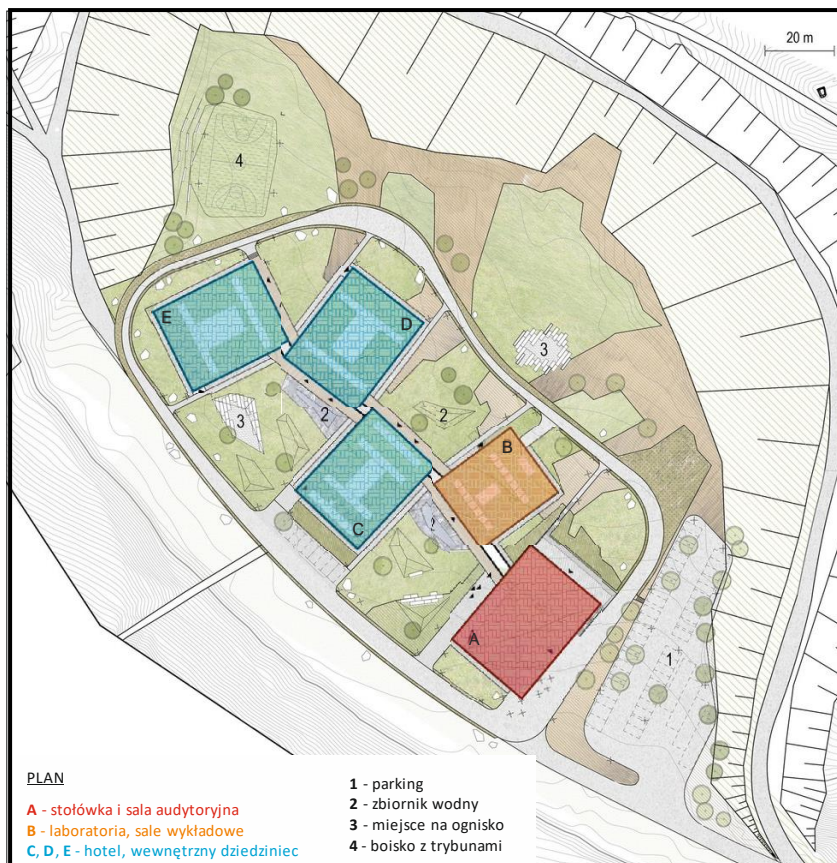 20 m
4
E
D
3
3
2
2
B
C
2
A
1
PLAN
A - stołówka i sala audytoryjna
B - laboratoria, sale wykładowe
C, D, E - hotel, wewnętrzny dziedziniec
1 - parking
2 - zbiornik wodny
3 - miejsce na ognisko
4 - boisko z trybunami